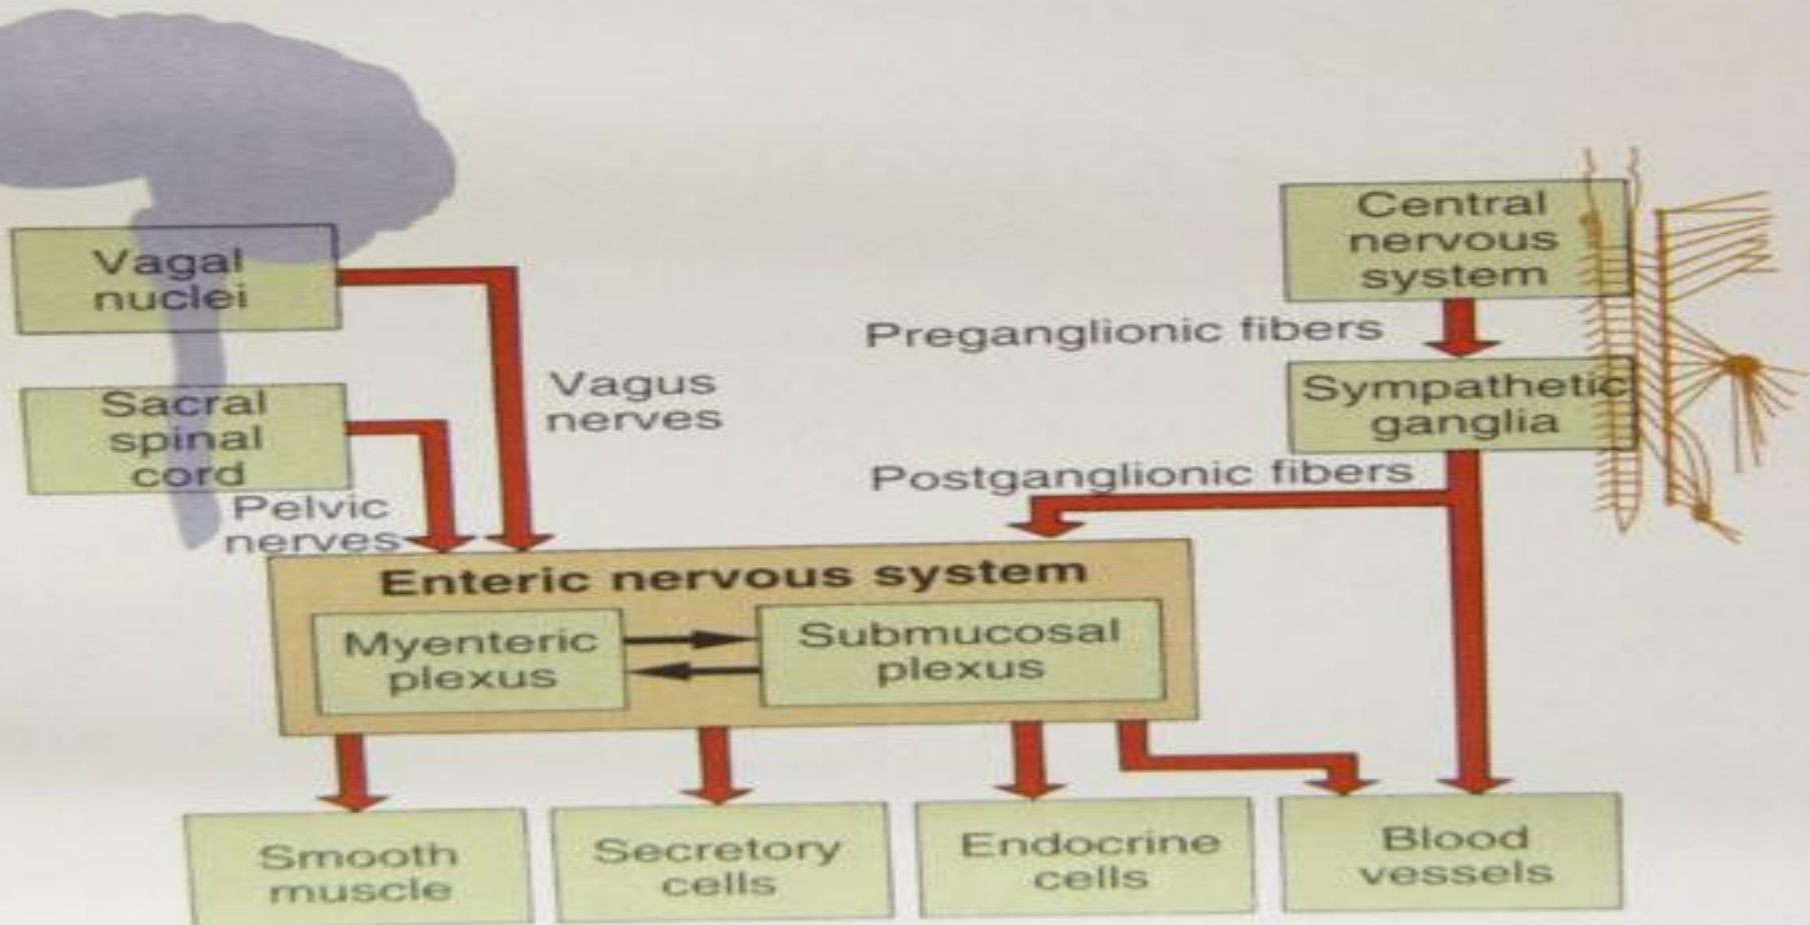 Vagal
nuclei
Sacral
spinal
cord
Pelvic
nerves
Vagus
nerves
Central
nervous
system
Preganglionic fibers
Sympathetic
ganglia
Postganglionic fibers
Enteric nervous system
Myenteric
plexus
Submucosal
plexus
Smooth
muscle
Secretory
cells
Endocrine
cells
Blood
vessels